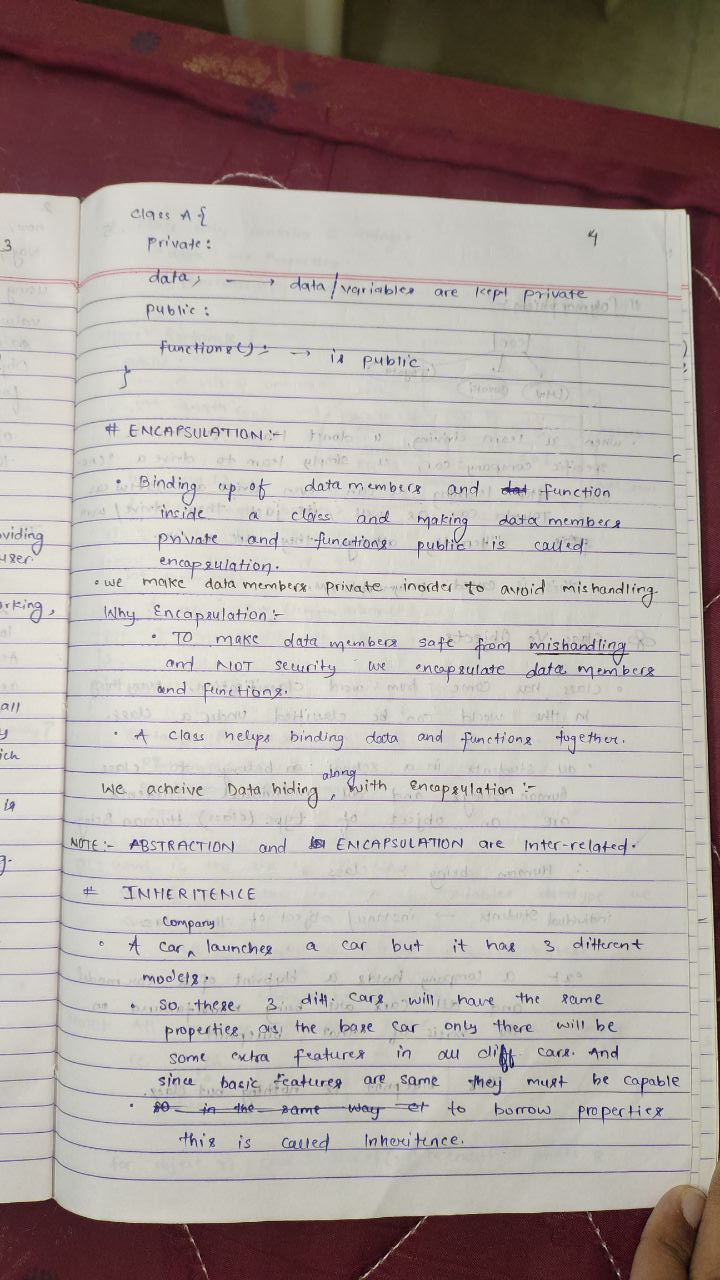 4
class A {
private:
data; → data/variables are kept private
public:
functions(); → is public
}
# ENCAPSULATION:-
• Binding up of data members and dat function
inside a class and making data members
private and functions public is called
encapsulation.
• we make data members private inorder to avoid mishandling.
Why Encapsulation:-
• TO make data members safe from mishandling
and NOT security we encapsulate data members
and functions.
• A class helps binding data and functions together.
We acheive Data hiding, along with Encapsulation :-
NOTE:- ABSTRACTION and ENCAPSULATION are Inter-related.
# INHERITENCE
• A car company launches a car but it has 3 different
models.
• so these 3 diff. cars will have the same
properties as the base car only there will be
some extra features in all diff cars. And
since basic features are same they must be capable
• so in the same way et to borrow properties
this is called Inheritence.
3
viding
user
rking,
all
y
ich
is
g.